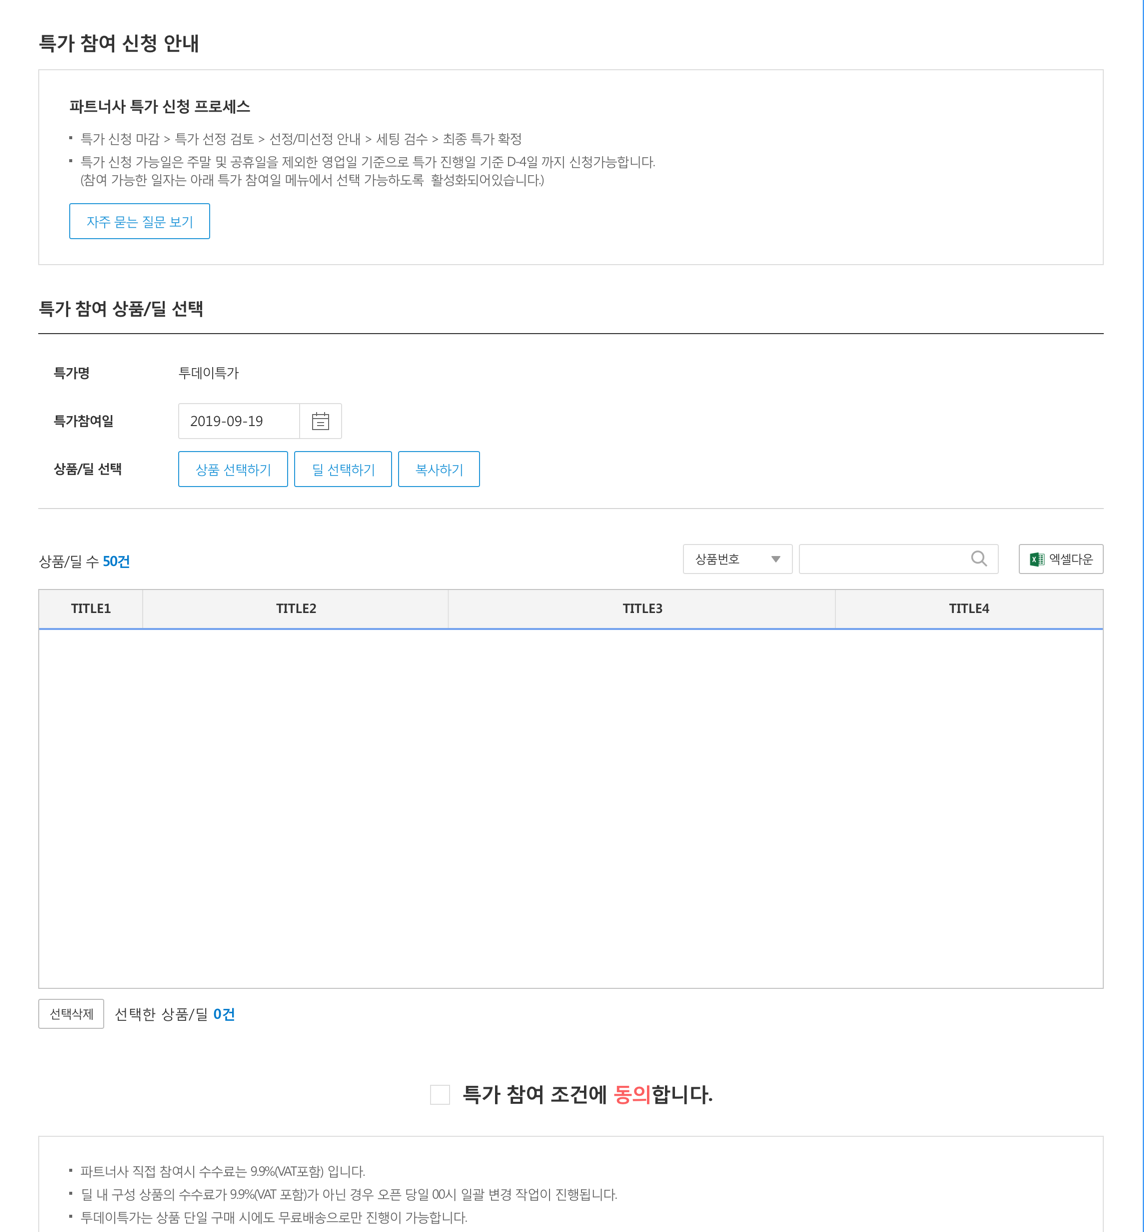 특가 참여 신청 안내
파트너사 특가 신청 프로세스
특가 신청 마감 > 특가 선정 검토 > 선정/미선정 안내 > 세팅 검수 > 최종 특가 확정
특가 신청 가능일은 주말 및 공휴일을 제외한 영업일 기준으로 특가 진행일 기준 D-4일 까지 신청가능합니다.
(참여 가능한 일자는 아래 특가 참여일 메뉴에서 선택 가능하도록 활성화되어있습니다.)
자주 묻는 질문 보기
특가 참여 상품/딜 선택
특가명 투데이특가
특가참여일 2019-09-19
상품/딜 선택 상품 선택하기 딜 선택하기 복사하기
상품/딜 수 50건 상품번호 엑셀다운
TITLE1 TITLE2 TITLE3 TITLE4
선택삭제 선택한 상품/딜 0건
특가 참여 조건에 동의합니다.
파트너사 직접 참여시 수수료는 9.9%(VAT포함) 입니다.
딜 내 구성 상품의 수수료가 9.9%(VAT 포함)가 아닌 경우 오픈 당일 00시 일괄 변경 작업이 진행됩니다.
투데이특가는 상품 단일 구매 시에도 무료배송으로만 진행이 가능합니다.